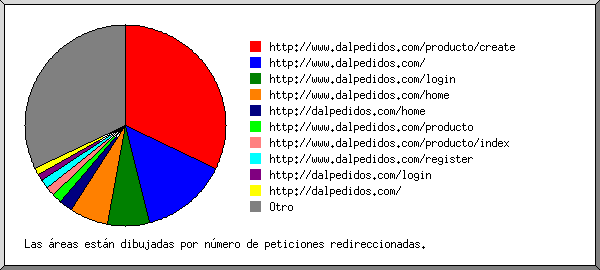 http://www.dalpedidos.com/producto/create
http://www.dalpedidos.com/
http://www.dalpedidos.com/login
http://www.dalpedidos.com/home
http://dalpedidos.com/home
http://www.dalpedidos.com/producto
http://www.dalpedidos.com/producto/index
http://www.dalpedidos.com/register
http://dalpedidos.com/login
http://dalpedidos.com/
Otro
Las áreas están dibujadas por número de peticiones redireccionadas.